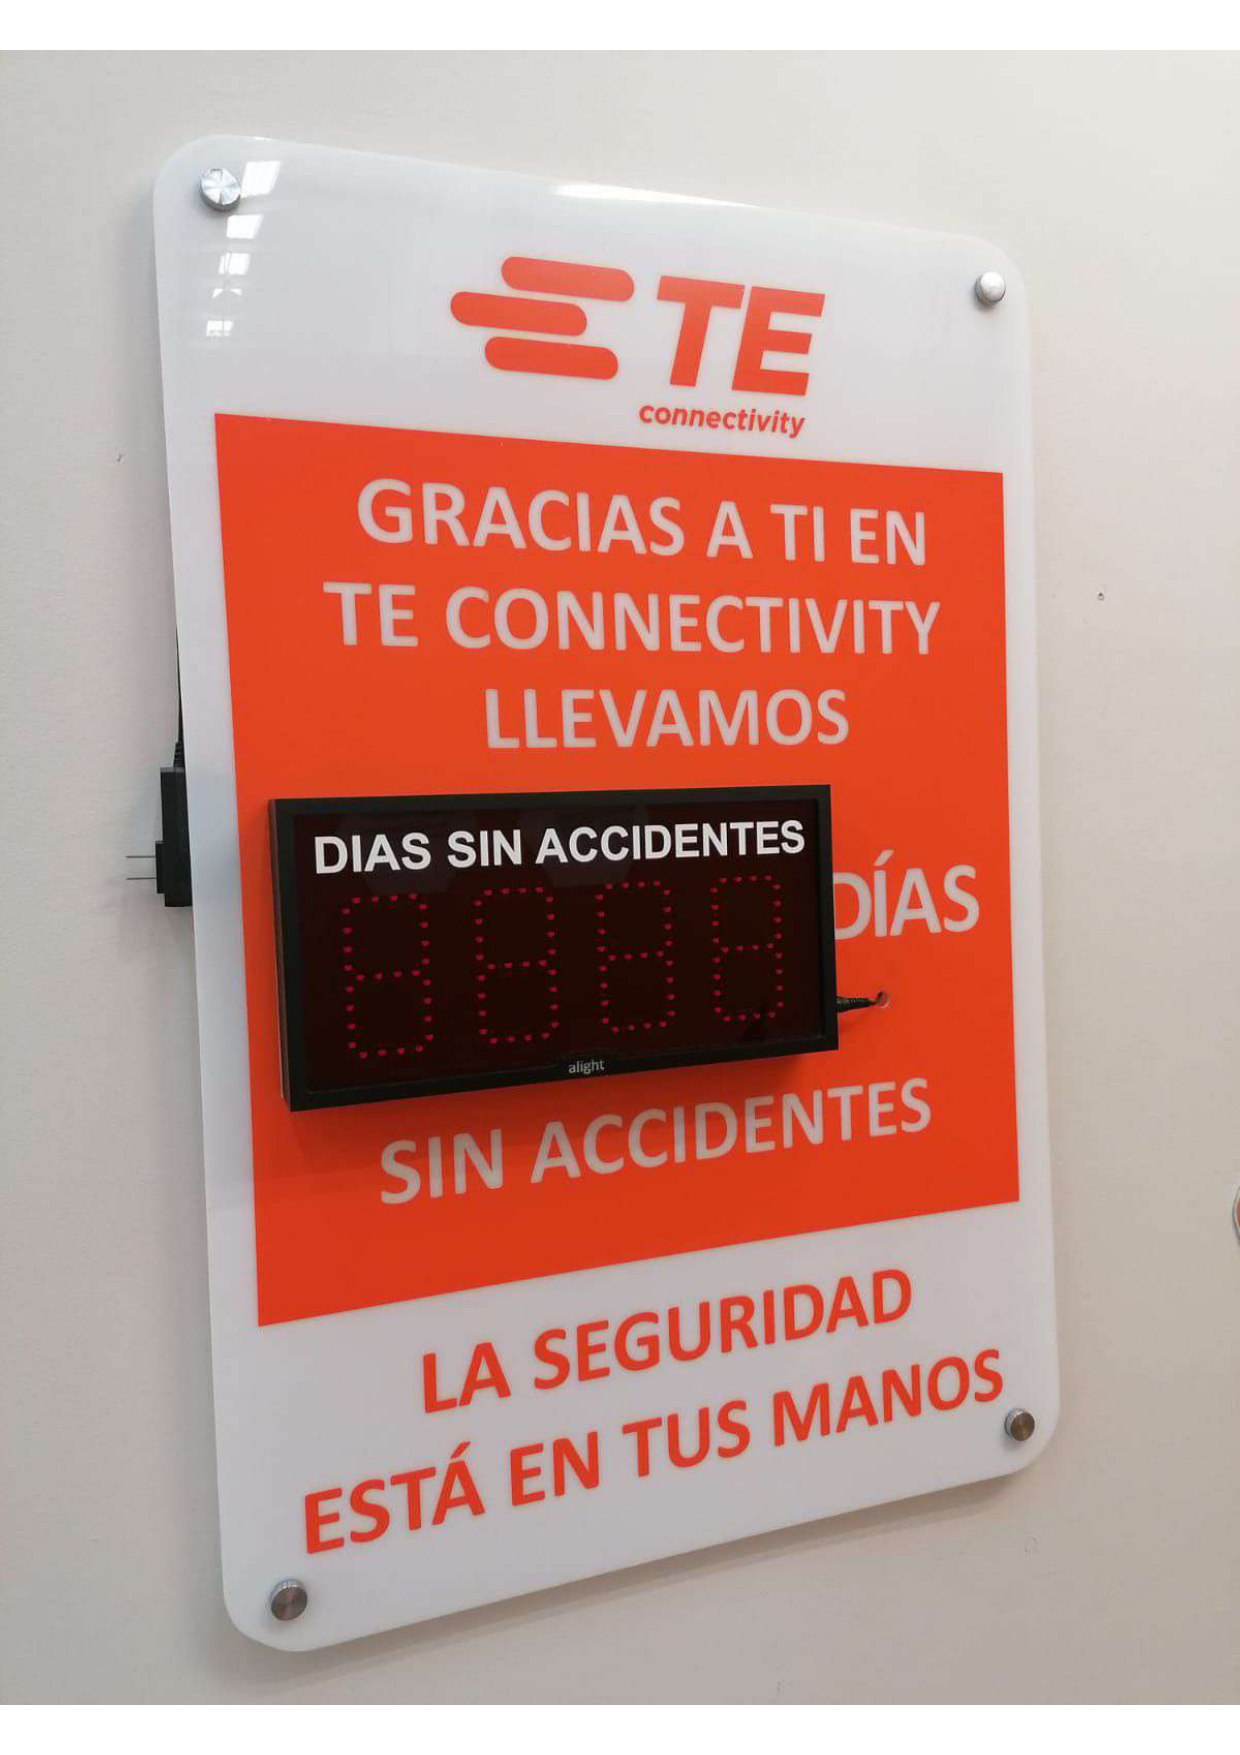 TE
connectivity
GRACIAS A TI EN
TE CONNECTIVITY
LLEVAMOS
DIAS SIN ACCIDENTES
DÍAS
alight
SIN ACCIDENTES
LA SEGURIDAD
ESTÁ EN TUS MANOS